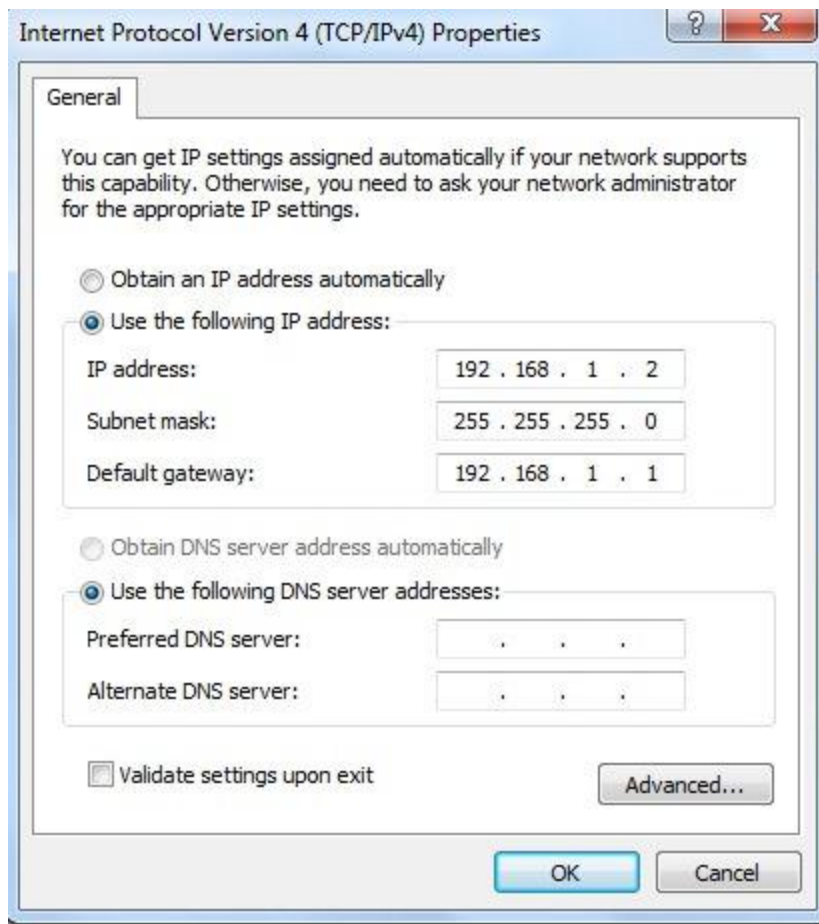 Internet Protocol Version 4 (TCP/IPv4) Properties
? X
General
You can get IP settings assigned automatically if your network supports
this capability. Otherwise, you need to ask your network administrator
for the appropriate IP settings.
Obtain an IP address automatically
Use the following IP address:
IP address: 192 . 168 . 1 . 2
Subnet mask: 255 . 255 . 255 . 0
Default gateway: 192 . 168 . 1 . 1
Obtain DNS server address automatically
Use the following DNS server addresses:
Preferred DNS server: . . .
Alternate DNS server: . . .
Validate settings upon exit
Advanced...
OK Cancel